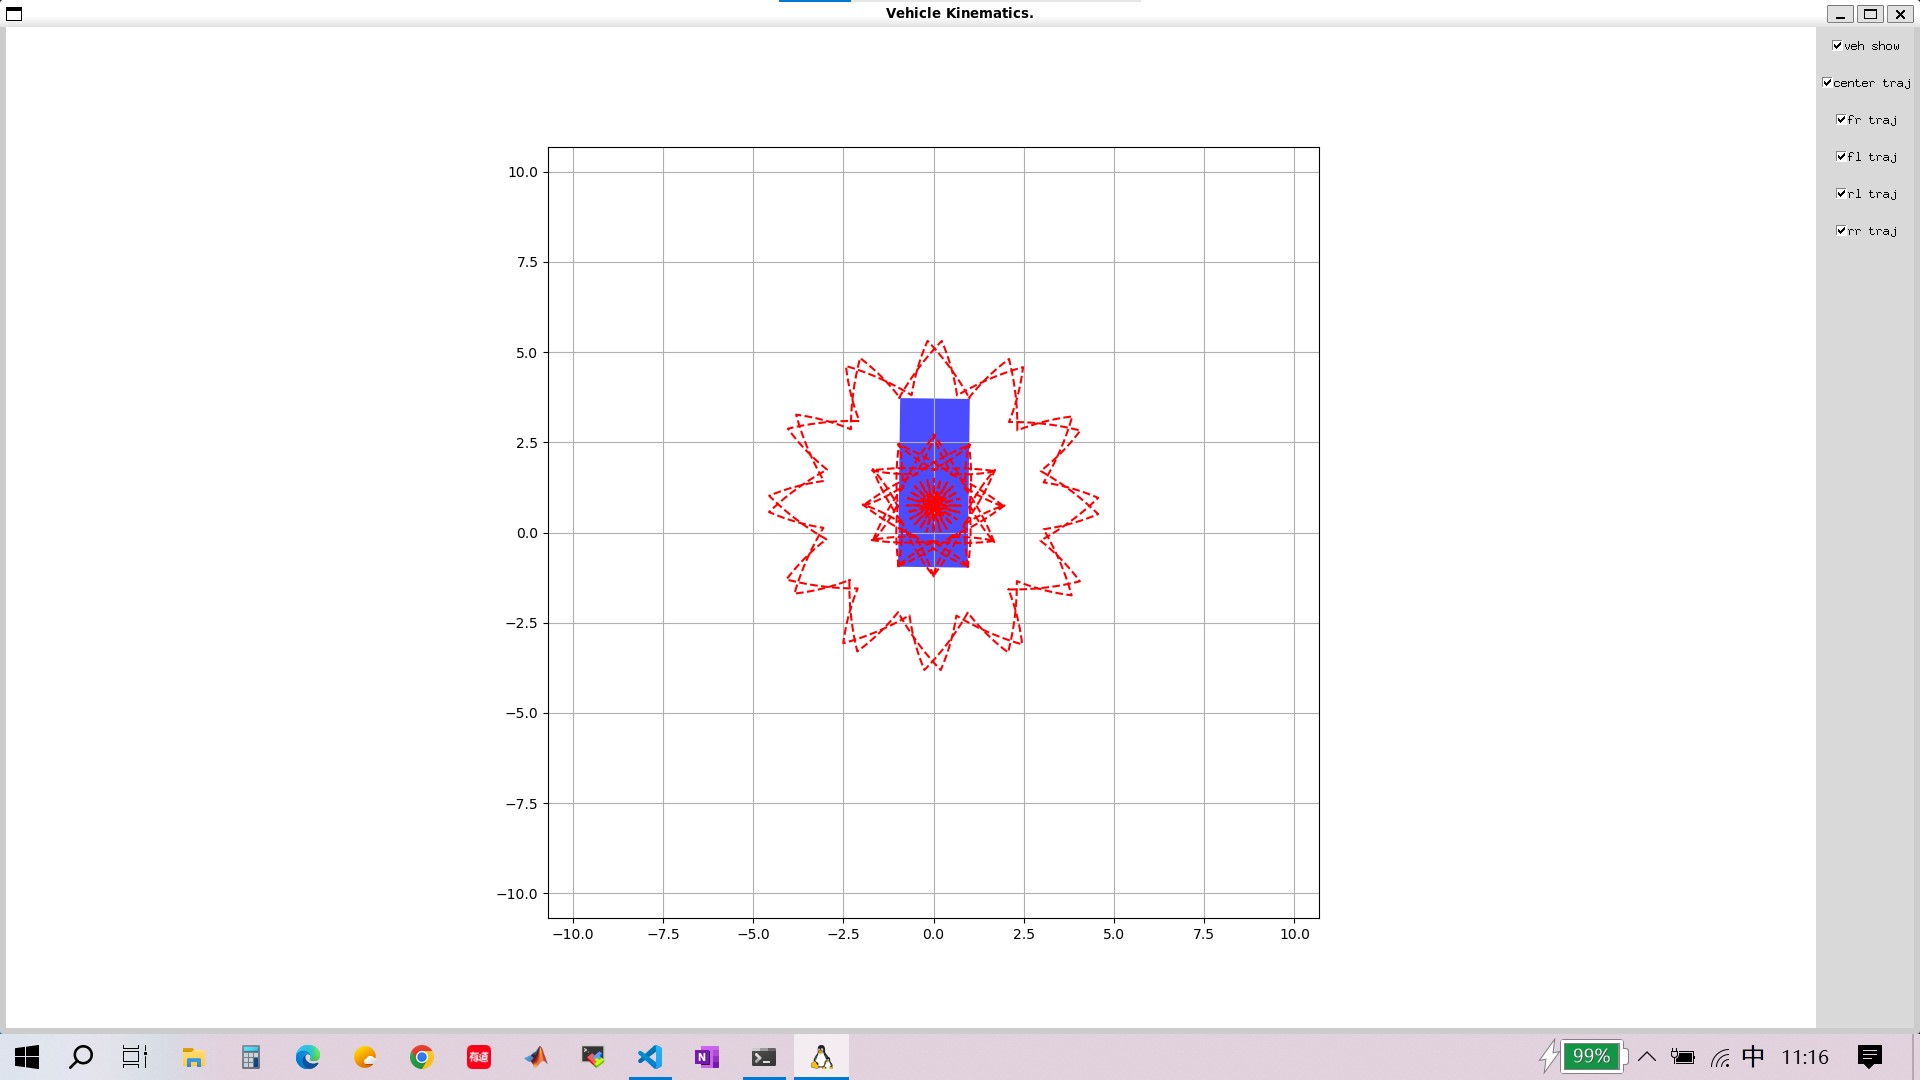 Vehicle Kinematics.
veh show
center traj
fr traj
fl traj
rl traj
rr traj
10.0
7.5
5.0
2.5
0.0
−2.5
−5.0
−7.5
−10.0
−10.0 −7.5 −5.0 −2.5 0.0 2.5 5.0 7.5 10.0
有道
N
99% 中 11:16